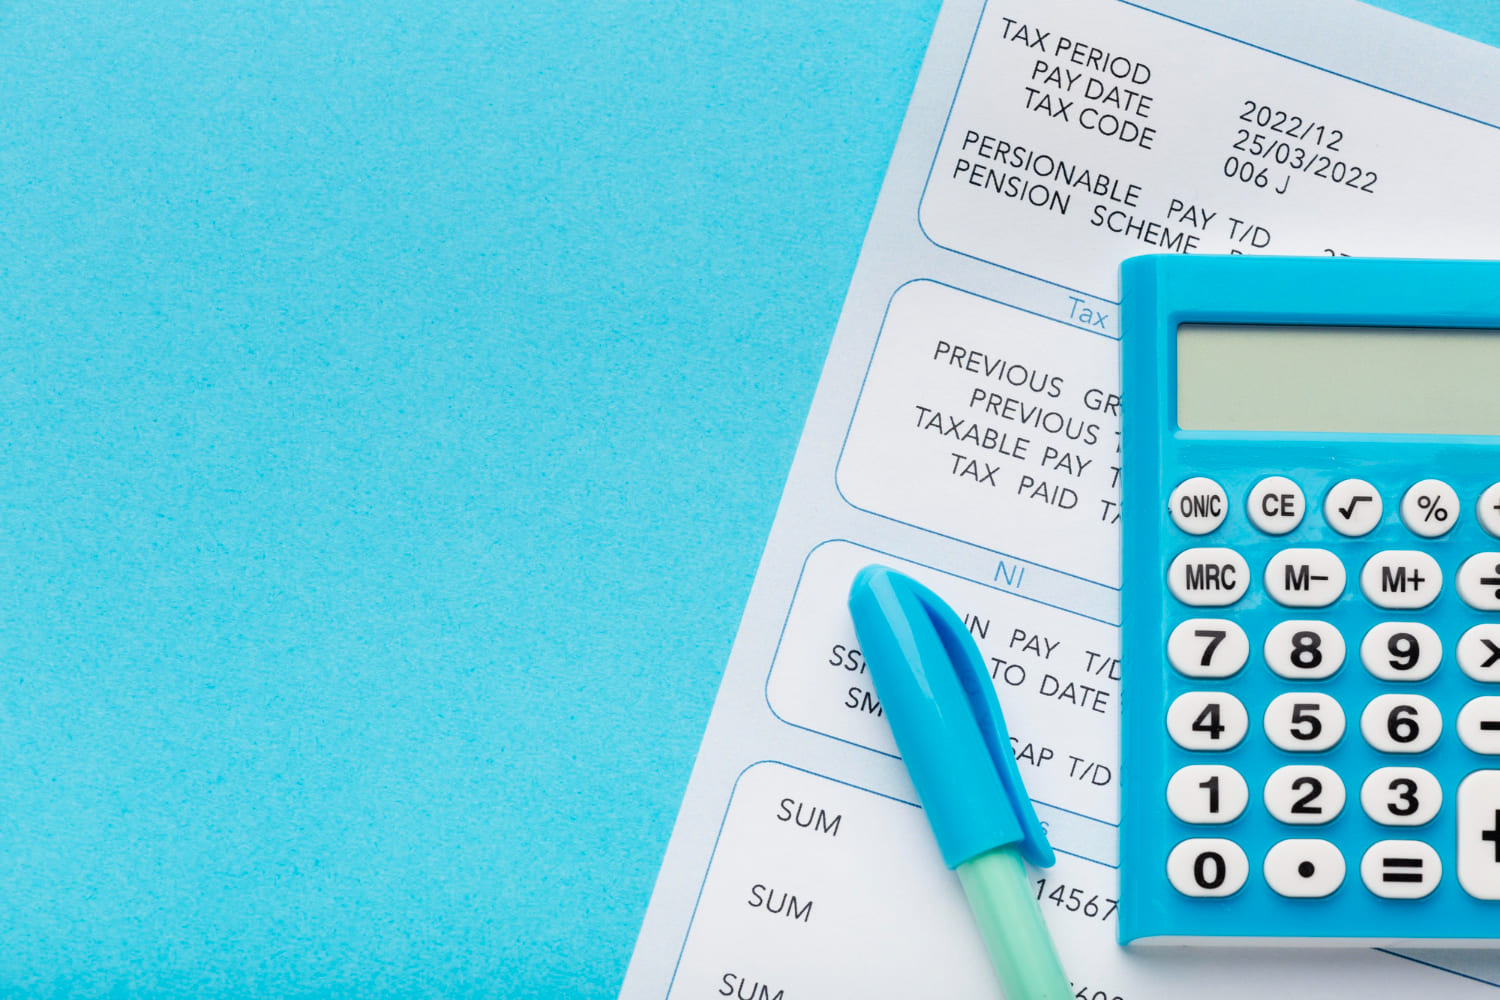 TAX PERIOD 2022/12
PAY DATE 25/03/2022
TAX CODE 006 J
PERSIONABLE PAY T/D
PENSION SCHEME
Tax
PREVIOUS
PREVIOUS
TAXABLE PAY
TAX PAID
NI
PAY T/D
TO DATE
SAP T/D
SUM
14567
SUM
SUM
ON/C CE √ %
MRC M− M+ ÷
7 8 9 ×
4 5 6 −
1 2 3 +
0 • =